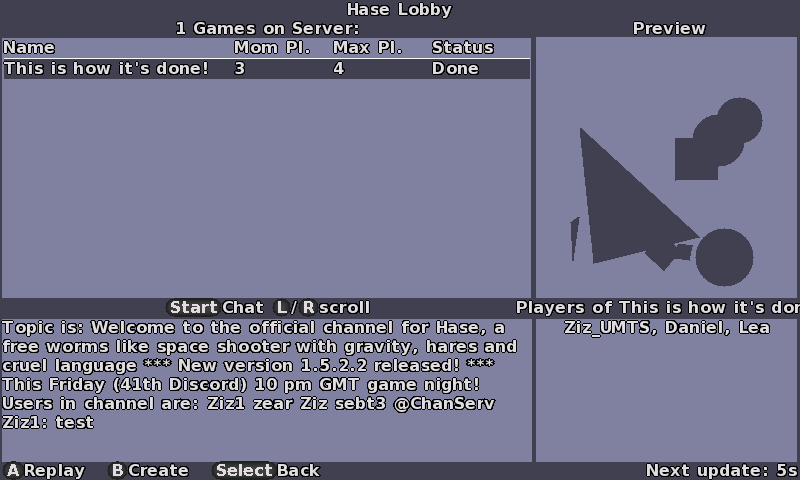 Hase Lobby
1 Games on Server:
Preview
Name Mom Pl. Max Pl. Status
This is how it's done! 3 4 Done
Start Chat L / R scroll
Players of This is how it's don
Topic is: Welcome to the official channel for Hase, a
free worms like space shooter with gravity, hares and
cruel language *** New version 1.5.2.2 released! ***
This Friday (41th Discord) 10 pm GMT game night!
Users in channel are: Ziz1 zear Ziz sebt3 @ChanServ
Ziz1: test
Ziz_UMTS, Daniel, Lea
A Replay B Create Select Back
Next update: 5s